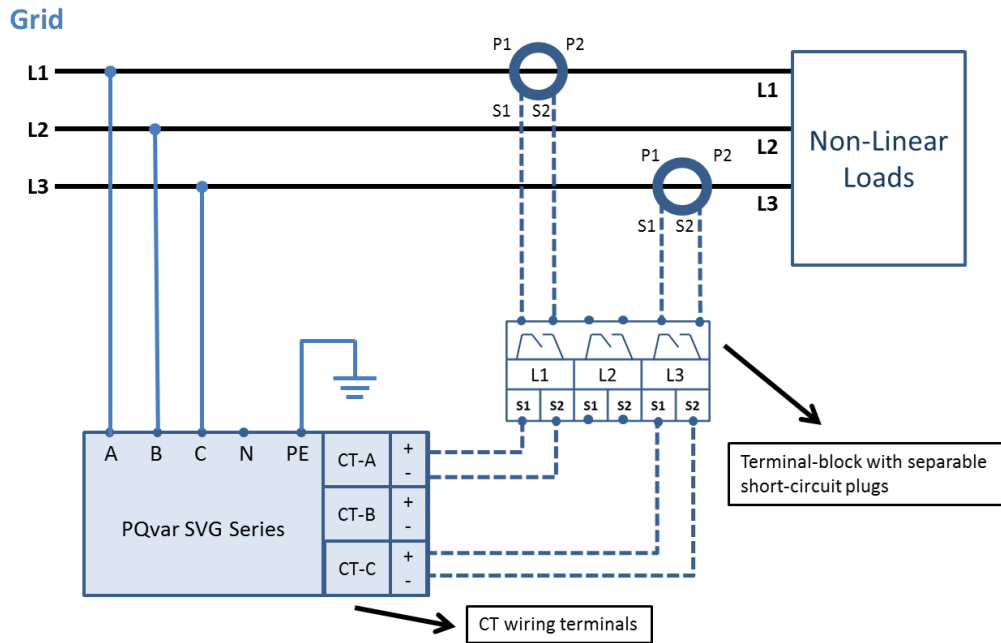 Grid
P1 P2
L1 L1
S1 S2
L2 L2
Non-Linear
Loads
P1 P2
L3 L3
S1 S2
L1 L2 L3
S1 S2 S1 S2 S1 S2
A B C N PE
CT-A + -
CT-B + -
CT-C + -
PQvar SVG Series
Terminal-block with separable
short-circuit plugs
CT wiring terminals